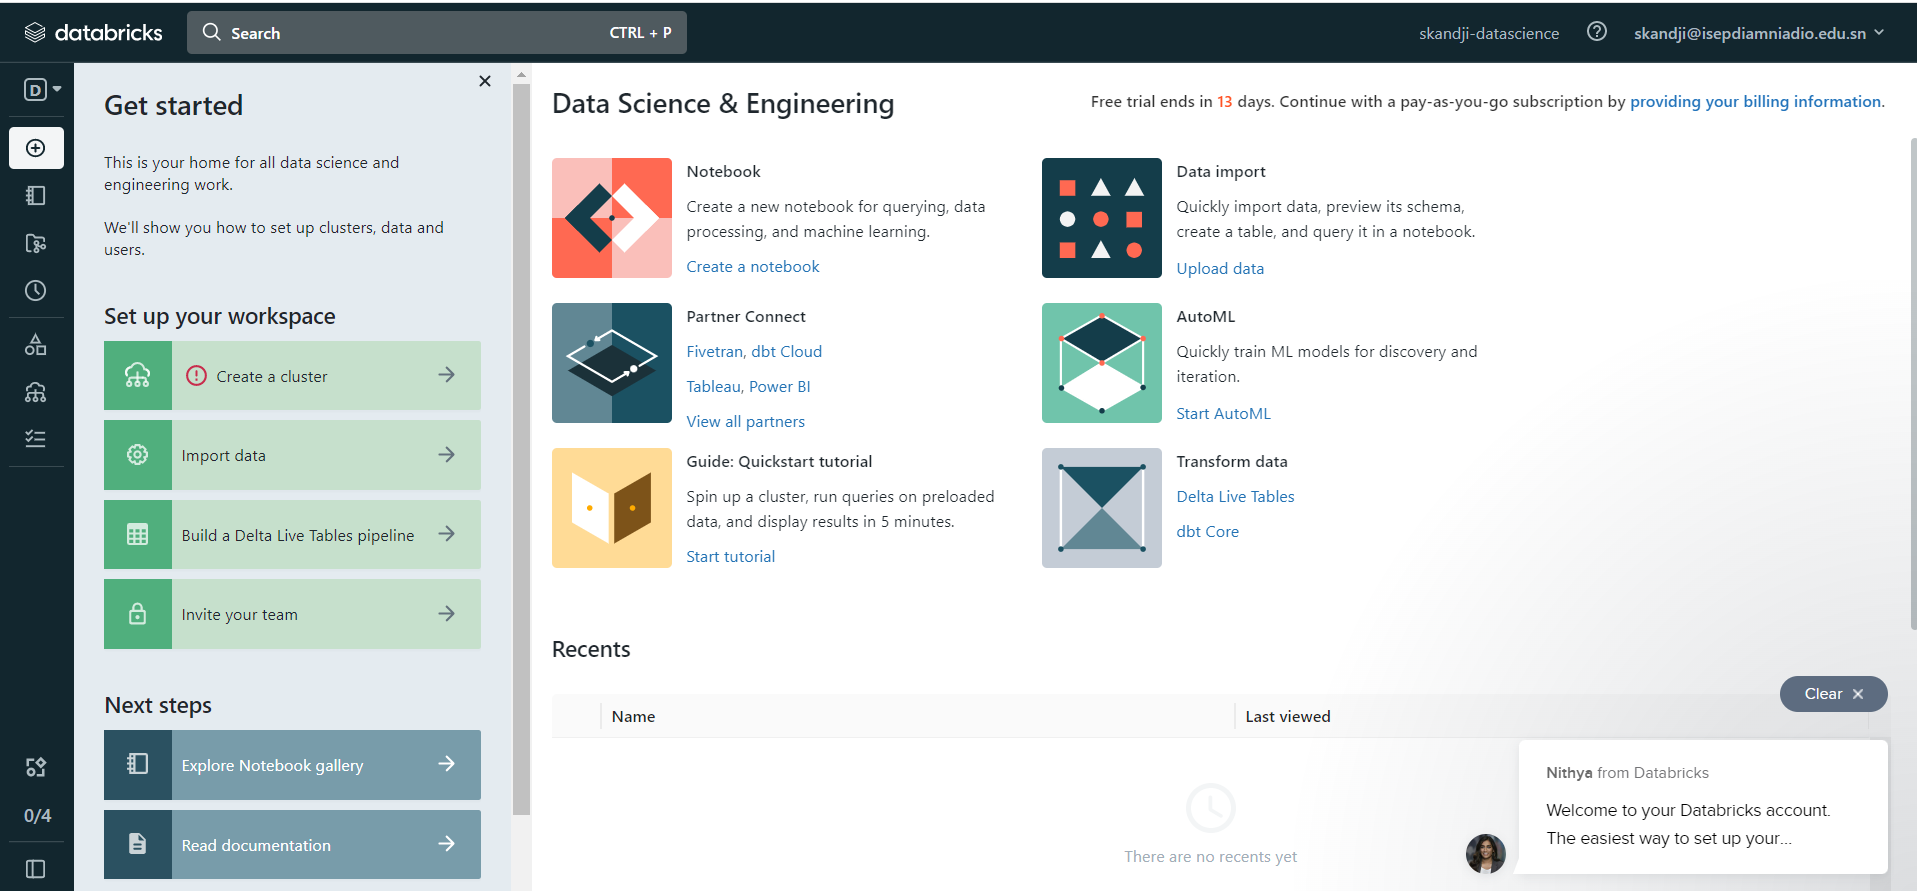 databricks
Search
CTRL + P
skandji-datascience
skandji@isepdiamniadio.edu.sn
D
Get started
This is your home for all data science and
engineering work.
We'll show you how to set up clusters, data and
users.
Set up your workspace
Create a cluster
Import data
Build a Delta Live Tables pipeline
Invite your team
Next steps
Explore Notebook gallery
Read documentation
0/4
Data Science & Engineering
Free trial ends in 13 days. Continue with a pay-as-you-go subscription by providing your billing information.
Notebook
Create a new notebook for querying, data
processing, and machine learning.
Create a notebook
Data import
Quickly import data, preview its schema,
create a table, and query it in a notebook.
Upload data
Partner Connect
Fivetran, dbt Cloud
Tableau, Power BI
View all partners
AutoML
Quickly train ML models for discovery and
iteration.
Start AutoML
Guide: Quickstart tutorial
Spin up a cluster, run queries on preloaded
data, and display results in 5 minutes.
Start tutorial
Transform data
Delta Live Tables
dbt Core
Recents
Name
Last viewed
There are no recents yet
Clear
Nithya from Databricks
Welcome to your Databricks account.
The easiest way to set up your...